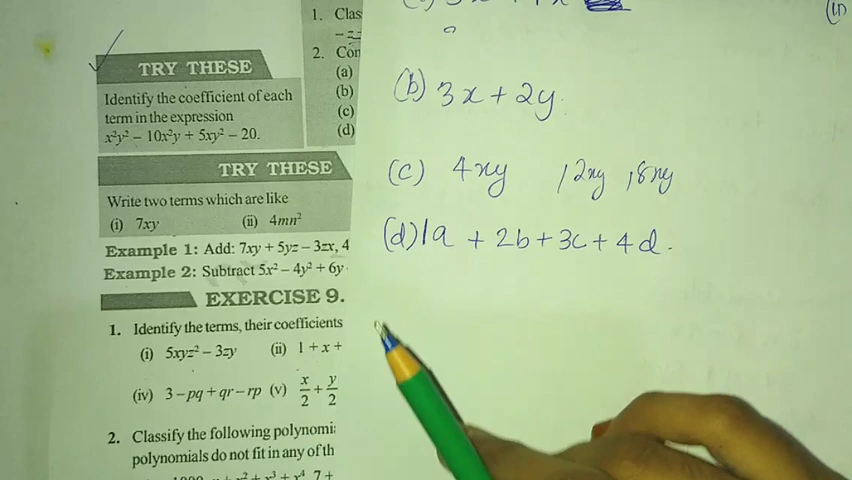 1. Clas
2. Con
(a)
(b)
(c)
(d)
TRY THESE
Identify the coefficient of each
term in the expression
x²y² – 10x²y + 5xy² – 20.
TRY THESE
Write two terms which are like
(i) 7xy (ii) 4mn²
Example 1: Add: 7xy + 5yz – 3zx, 4
Example 2: Subtract 5x² – 4y² + 6y
EXERCISE 9.
1. Identify the terms, their coefficients
(i) 5xyz² – 3zy (ii) 1 + x +
(iv) 3 – pq + qr – rp (v) x/2 + y/2
2. Classify the following polynomi
polynomials do not fit in any of th
(b) 3x + 2y.
(c) 4xy , 2xy , 8xy
(d) 1a + 2b + 3c + 4d.